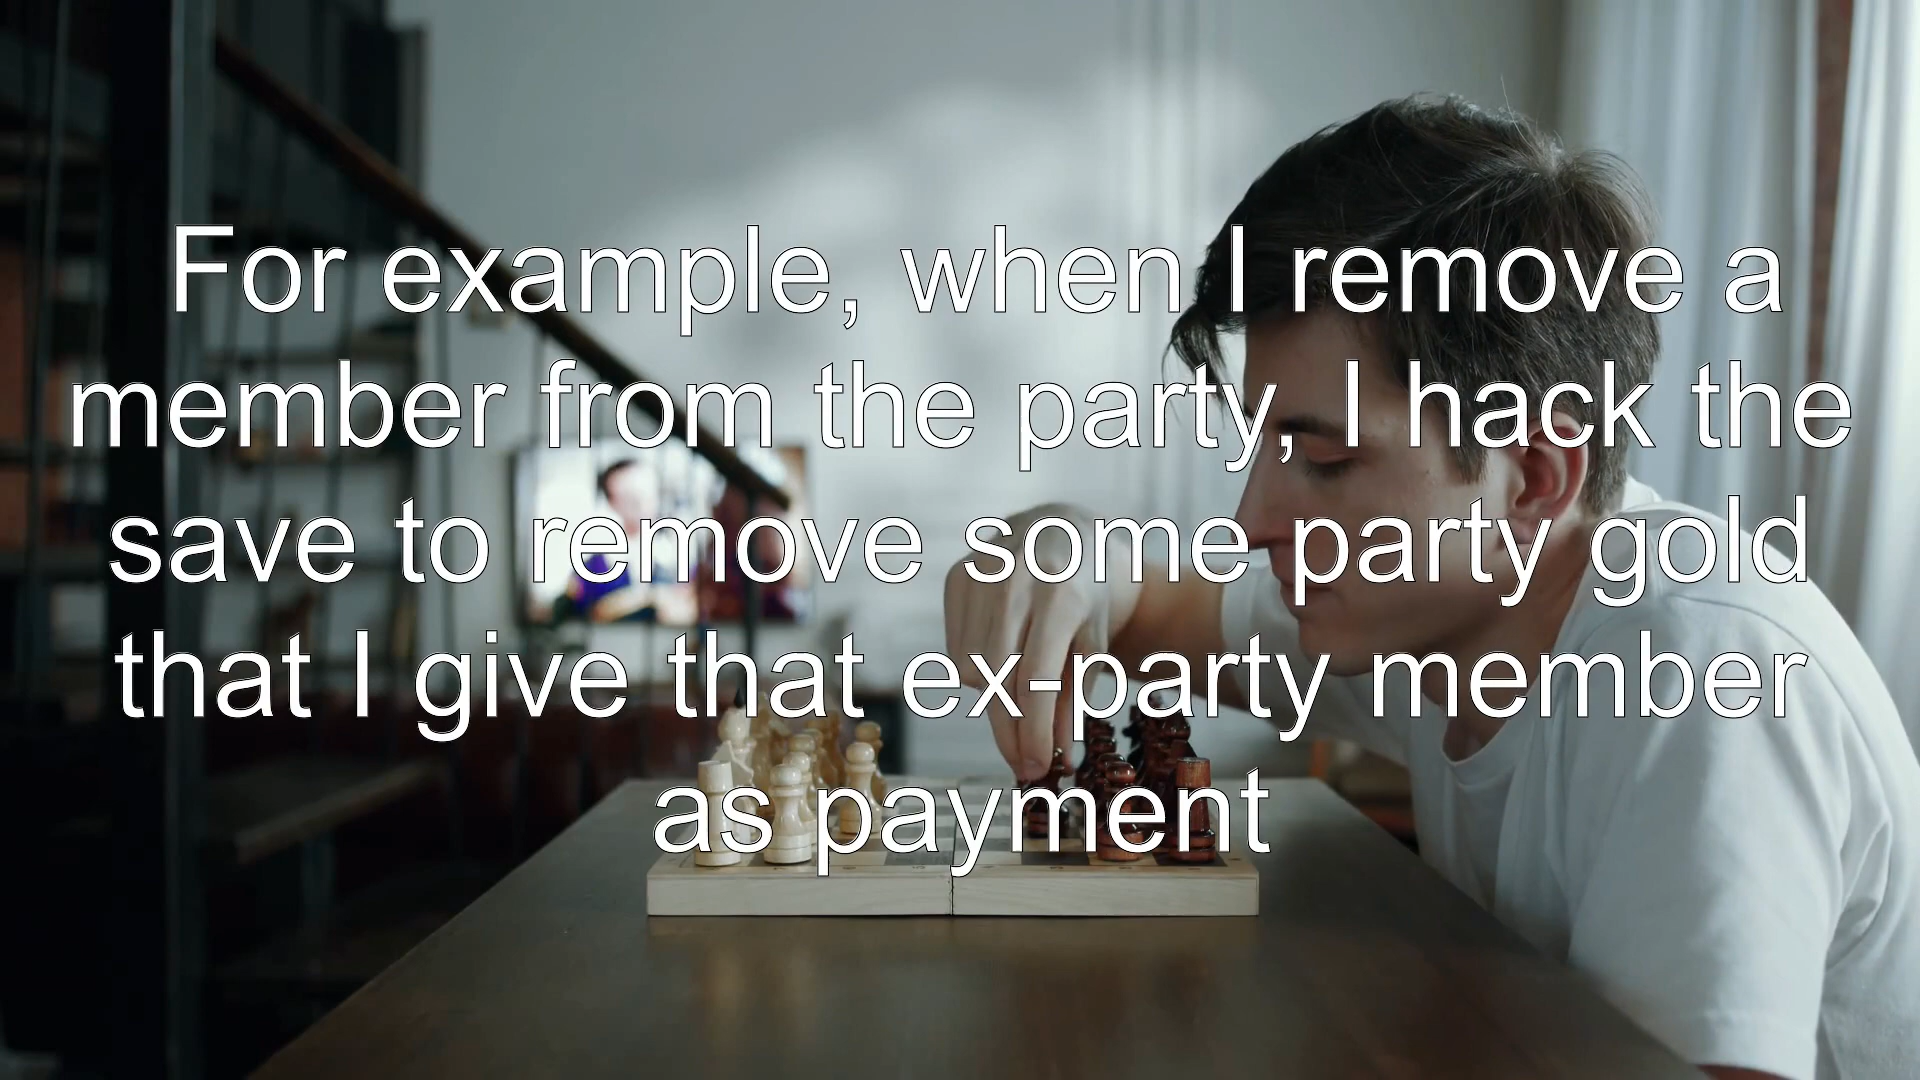 For example, when I remove a
member from the party, I hack the
save to remove some party gold
that I give that ex-party member
as payment